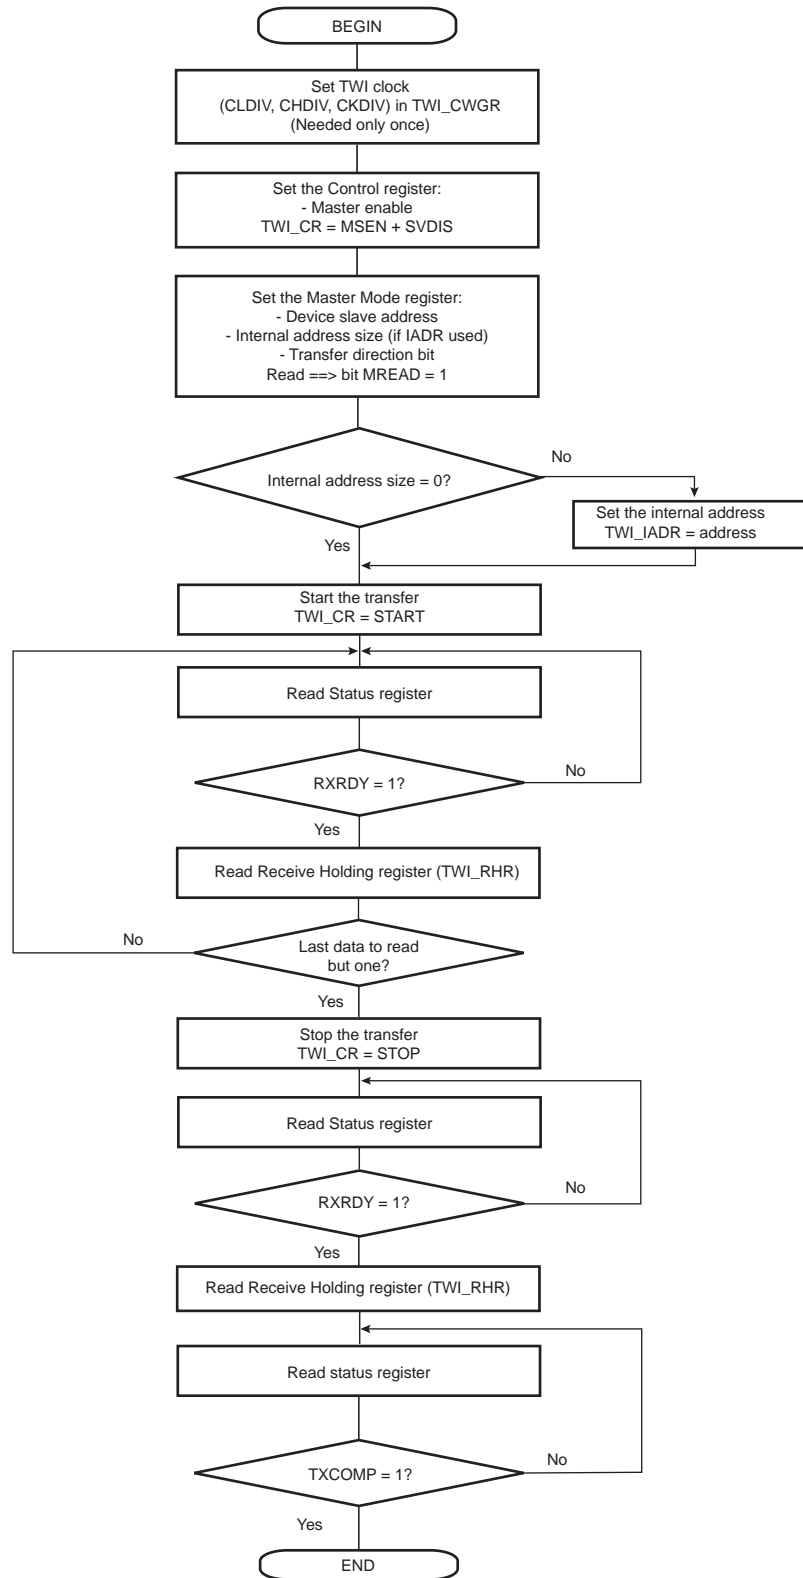 BEGIN
Set TWI clock
(CLDIV, CHDIV, CKDIV) in TWI_CWGR
(Needed only once)
Set the Control register:
- Master enable
TWI_CR = MSEN + SVDIS
Set the Master Mode register:
- Device slave address
- Internal address size (if IADR used)
- Transfer direction bit
Read ==> bit MREAD = 1
No
Internal address size = 0?
Set the internal address
TWI_IADR = address
Yes
Start the transfer
TWI_CR = START
Read Status register
RXRDY = 1?
No
Yes
Read Receive Holding register (TWI_RHR)
No
Last data to read
but one?
Yes
Stop the transfer
TWI_CR = STOP
Read Status register
RXRDY = 1?
No
Yes
Read Receive Holding register (TWI_RHR)
Read status register
TXCOMP = 1?
No
Yes
END